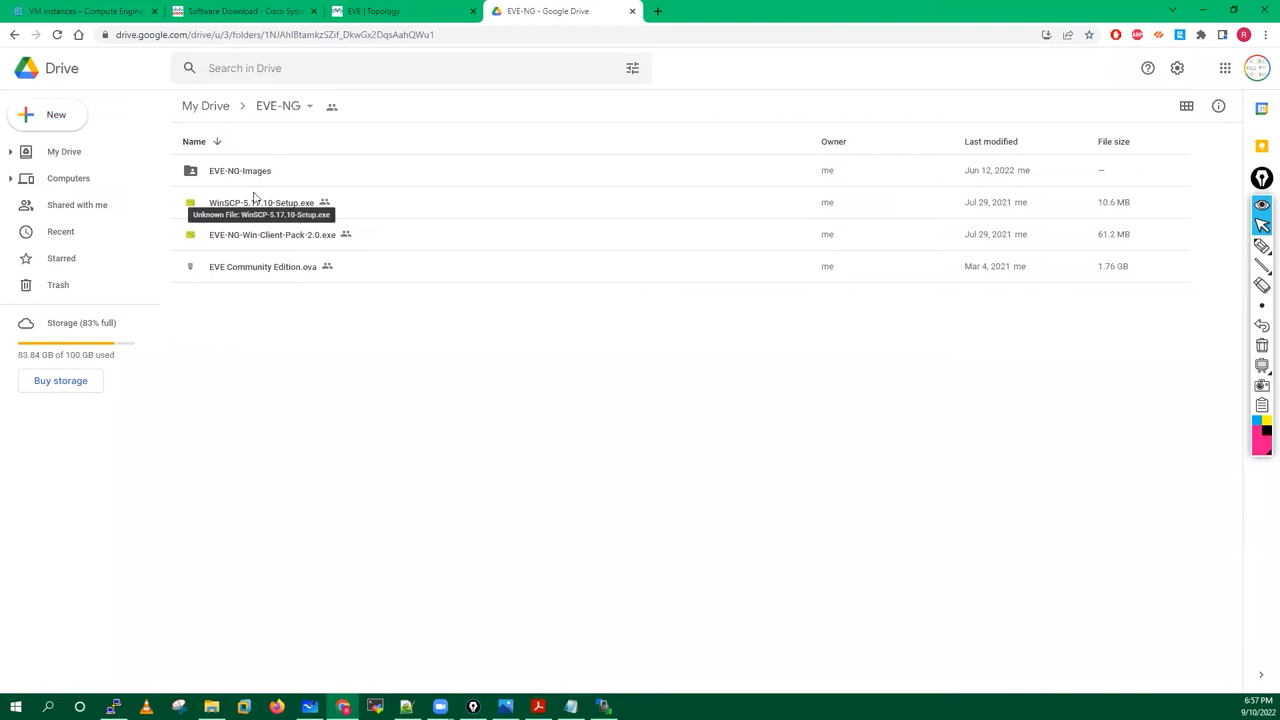 VM instances – Compute Engine
Software Download - Cisco Syste
EVE | Topology
EVE-NG - Google Drive
drive.google.com/drive/u/3/folders/1NJAhIBtamkzSZif_DkwGx2DqsAahQWu1
ABP
R
Drive
Search in Drive
New
My Drive
EVE-NG
Name
Owner
Last modified
File size
My Drive
Computers
Shared with me
Recent
Starred
Trash
Storage (83% full)
83.84 GB of 100 GB used
Buy storage
EVE-NG-Images
me
Jun 12, 2022 me
—
WinSCP-5.17.10-Setup.exe
me
Jul 29, 2021 me
10.6 MB
Unknown File: WinSCP-5.17.10-Setup.exe
EVE-NG-Win-Client-Pack-2.0.exe
me
Jul 29, 2021 me
61.2 MB
EVE Community Edition.ova
me
Mar 4, 2021 me
1.76 GB
6:57 PM
9/10/2022